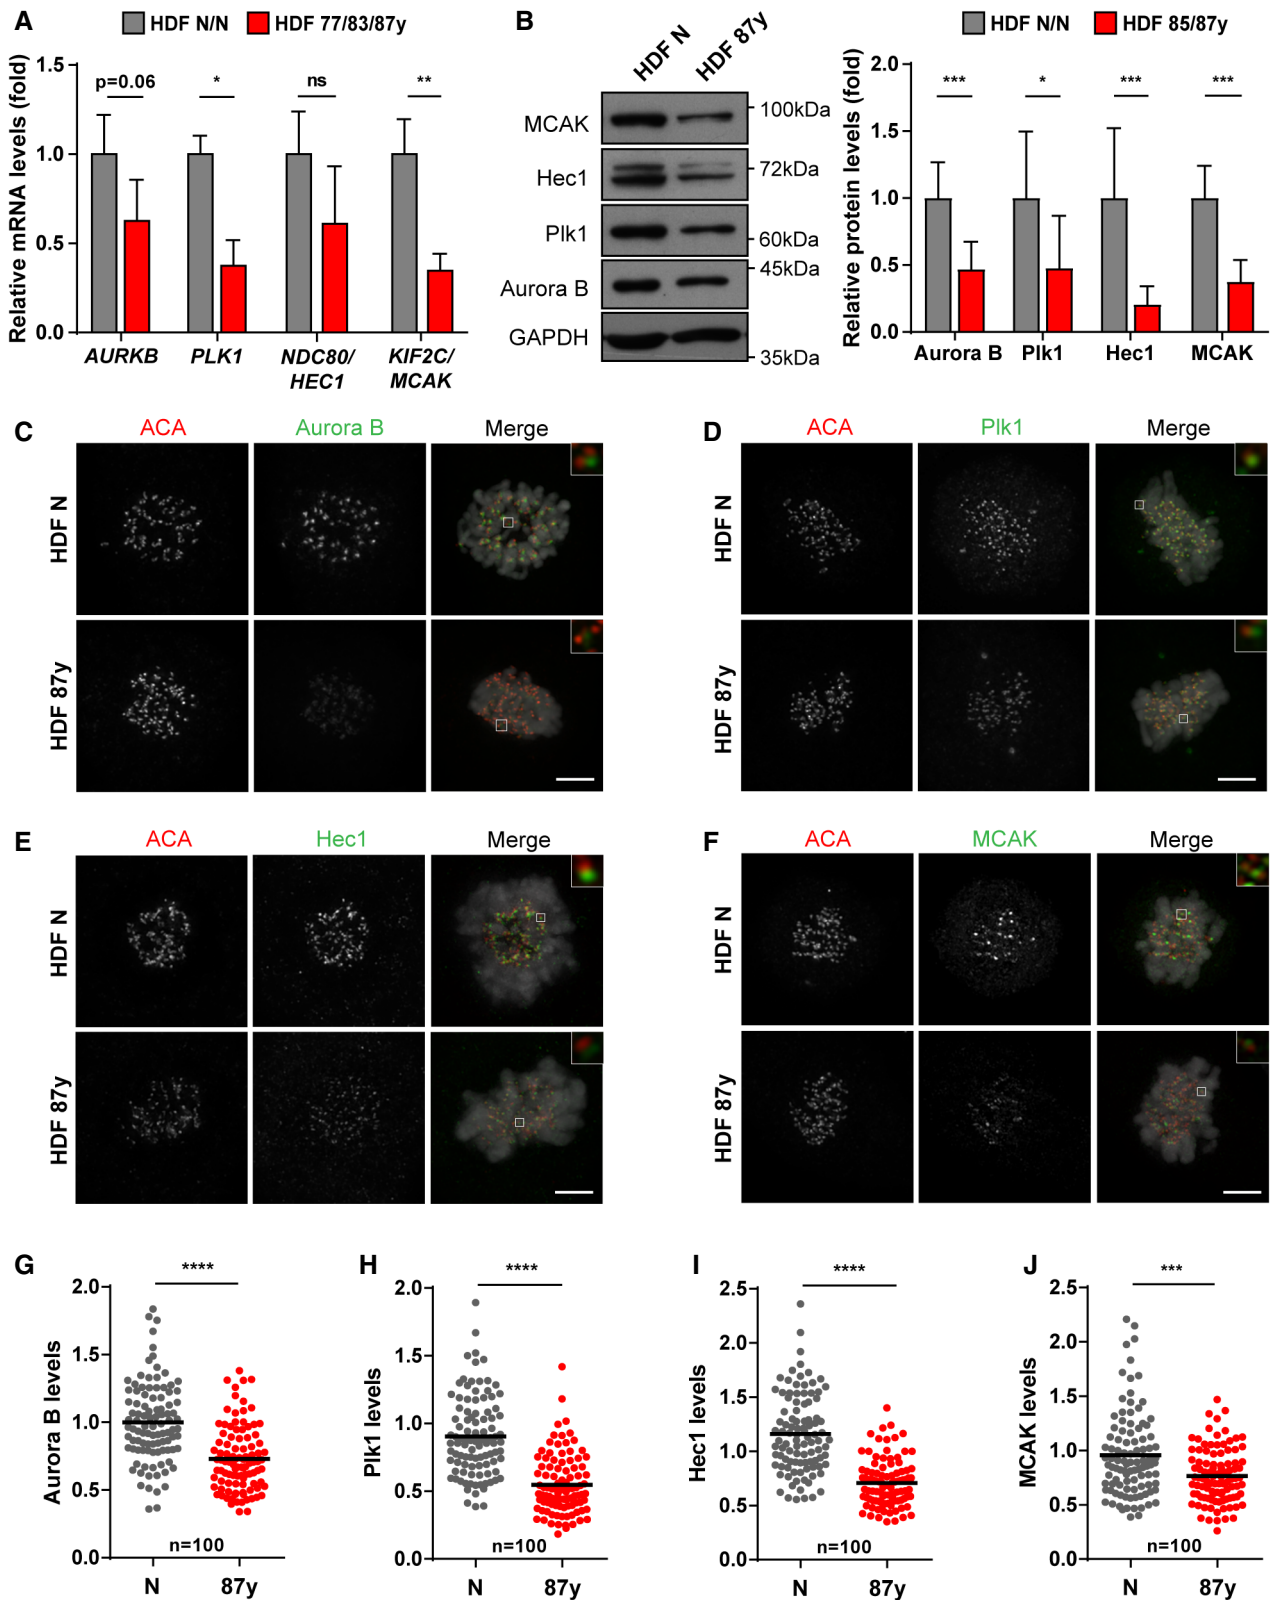 A
HDF N/N
HDF 77/83/87y
Relative mRNA levels (fold)
1.5
1.0
0.5
0.0
p=0.06
*
ns
**
AURKB
PLK1
NDC80/
HEC1
KIF2C/
MCAK
B
HDF N
HDF 87y
MCAK
Hec1
Plk1
Aurora B
GAPDH
100kDa
72kDa
60kDa
45kDa
35kDa
HDF N/N
HDF 85/87y
Relative protein levels (fold)
2.0
1.5
1.0
0.5
0.0
***
*
***
***
Aurora B
Plk1
Hec1
MCAK
C
ACA
Aurora B
Merge
HDF N
HDF 87y
D
ACA
Plk1
Merge
HDF N
HDF 87y
E
ACA
Hec1
Merge
HDF N
HDF 87y
F
ACA
MCAK
Merge
HDF N
HDF 87y
G
Aurora B levels
2.0
1.5
1.0
0.5
0.0
****
n=100
N
87y
H
Plk1 levels
2.0
1.5
1.0
0.5
0.0
****
n=100
N
87y
I
Hec1 levels
2.5
2.0
1.5
1.0
0.5
0.0
****
n=100
N
87y
J
MCAK levels
2.5
2.0
1.5
1.0
0.5
0.0
***
n=100
N
87y